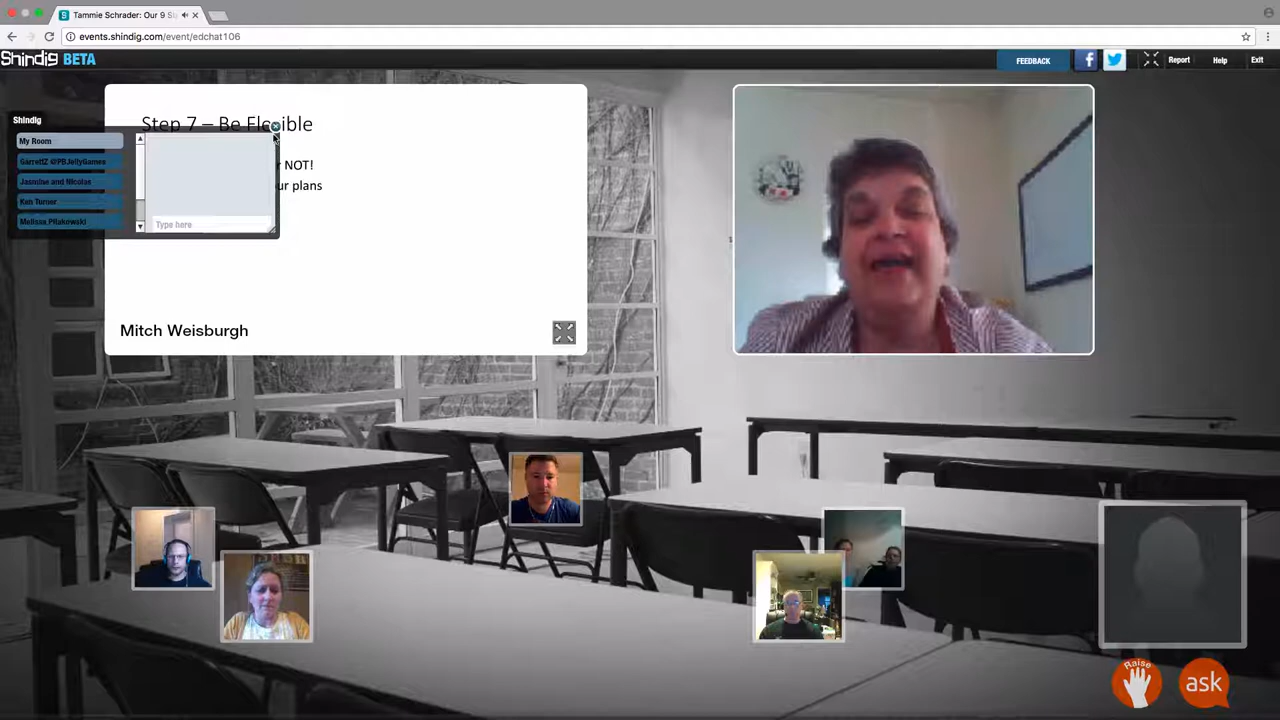 Tammie Schrader: Our 9 St
events.shindig.com/event/edchat106
Shindig BETA
FEEDBACK
f
Report
Help
Exit
Step 7 – Be Flexible
NOT!
plans
Mitch Weisburgh
Shindig
My Room
GarrettZ @PBJellyGames
Jasmine and Nicolas
Ken Turner
Melissa Pilakowski
Type here
Raise
ask